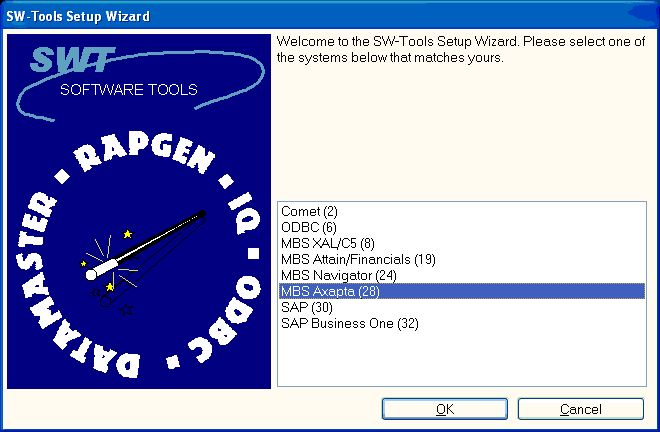 SW-Tools Setup Wizard
SWT
SOFTWARE TOOLS
DATAMASTER ▪ RAPGEN ▪ IQ ▪ ODBC ▪
Welcome to the SW-Tools Setup Wizard. Please select one of
the systems below that matches yours.
Comet (2)
ODBC (6)
MBS XAL/C5 (8)
MBS Attain/Financials (19)
MBS Navigator (24)
MBS Axapta (28)
SAP (30)
SAP Business One (32)
OK
Cancel